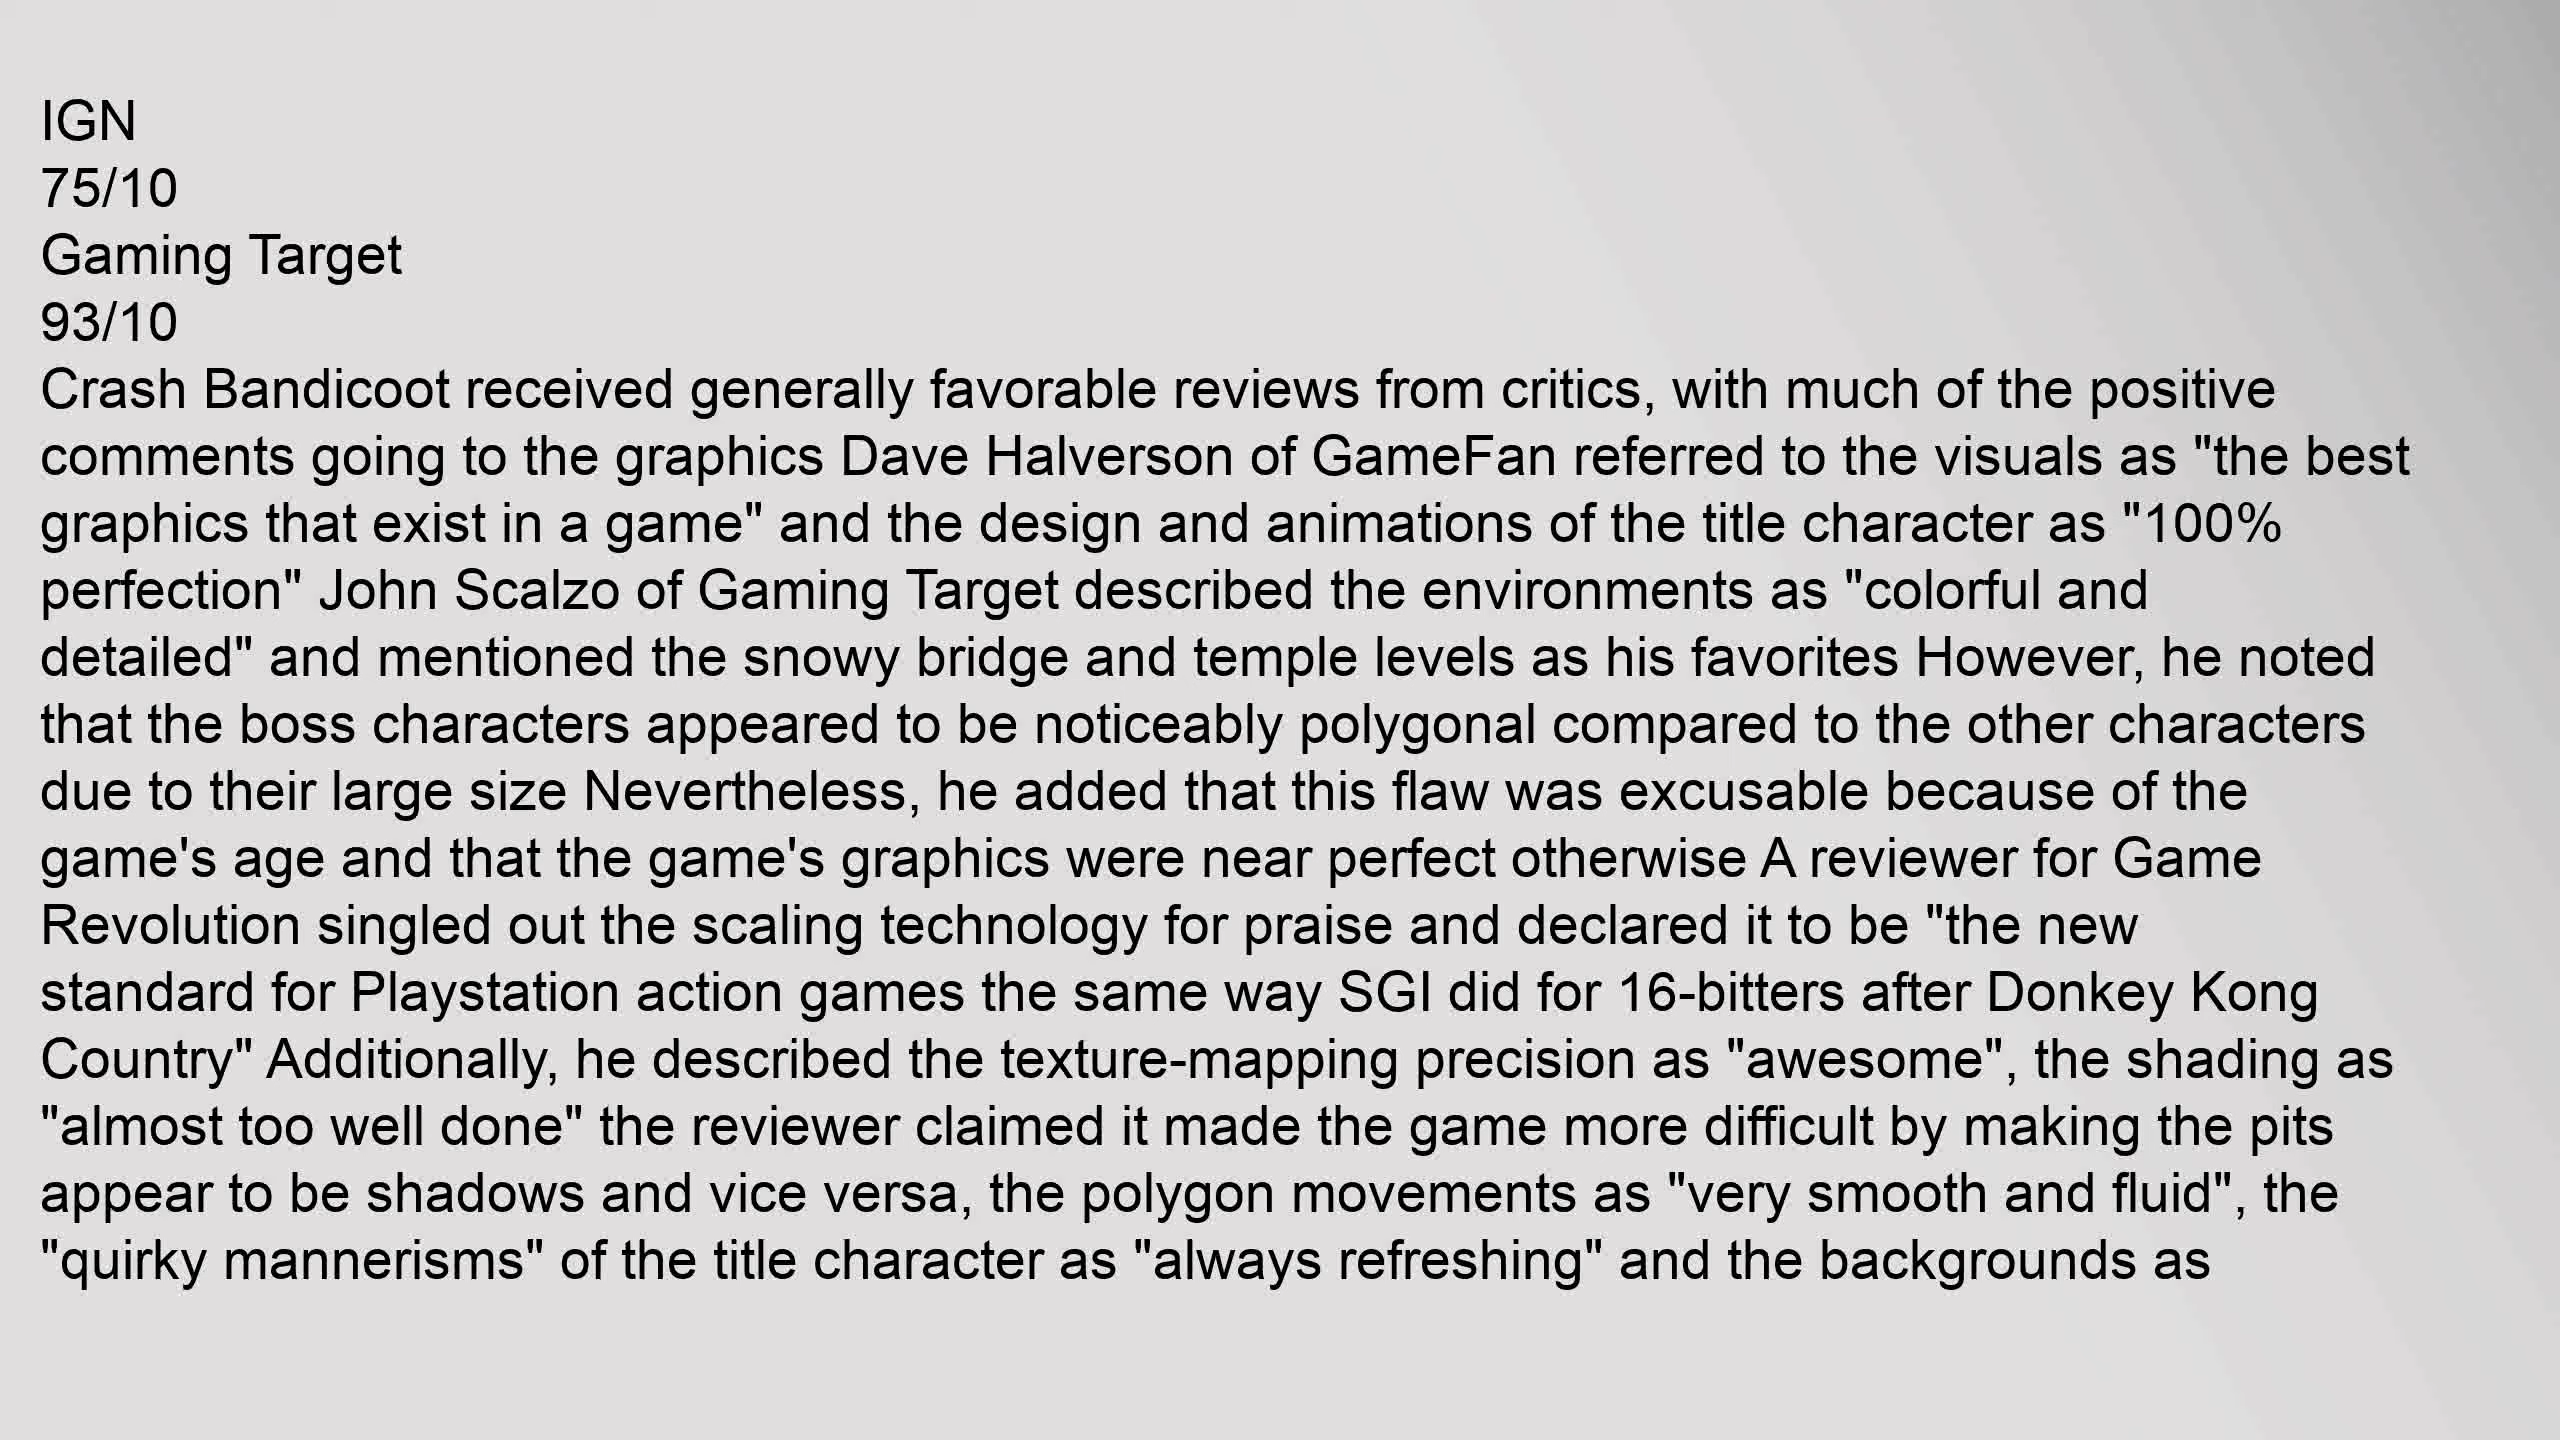 IGN
75/10
Gaming Target
93/10
Crash Bandicoot received generally favorable reviews from critics, with much of the positive
comments going to the graphics Dave Halverson of GameFan referred to the visuals as "the best
graphics that exist in a game" and the design and animations of the title character as "100%
perfection" John Scalzo of Gaming Target described the environments as "colorful and
detailed" and mentioned the snowy bridge and temple levels as his favorites However, he noted
that the boss characters appeared to be noticeably polygonal compared to the other characters
due to their large size Nevertheless, he added that this flaw was excusable because of the
game's age and that the game's graphics were near perfect otherwise A reviewer for Game
Revolution singled out the scaling technology for praise and declared it to be "the new
standard for Playstation action games the same way SGI did for 16-bitters after Donkey Kong
Country" Additionally, he described the texture-mapping precision as "awesome", the shading as
"almost too well done" the reviewer claimed it made the game more difficult by making the pits
appear to be shadows and vice versa, the polygon movements as "very smooth and fluid", the
"quirky mannerisms" of the title character as "always refreshing" and the backgrounds as